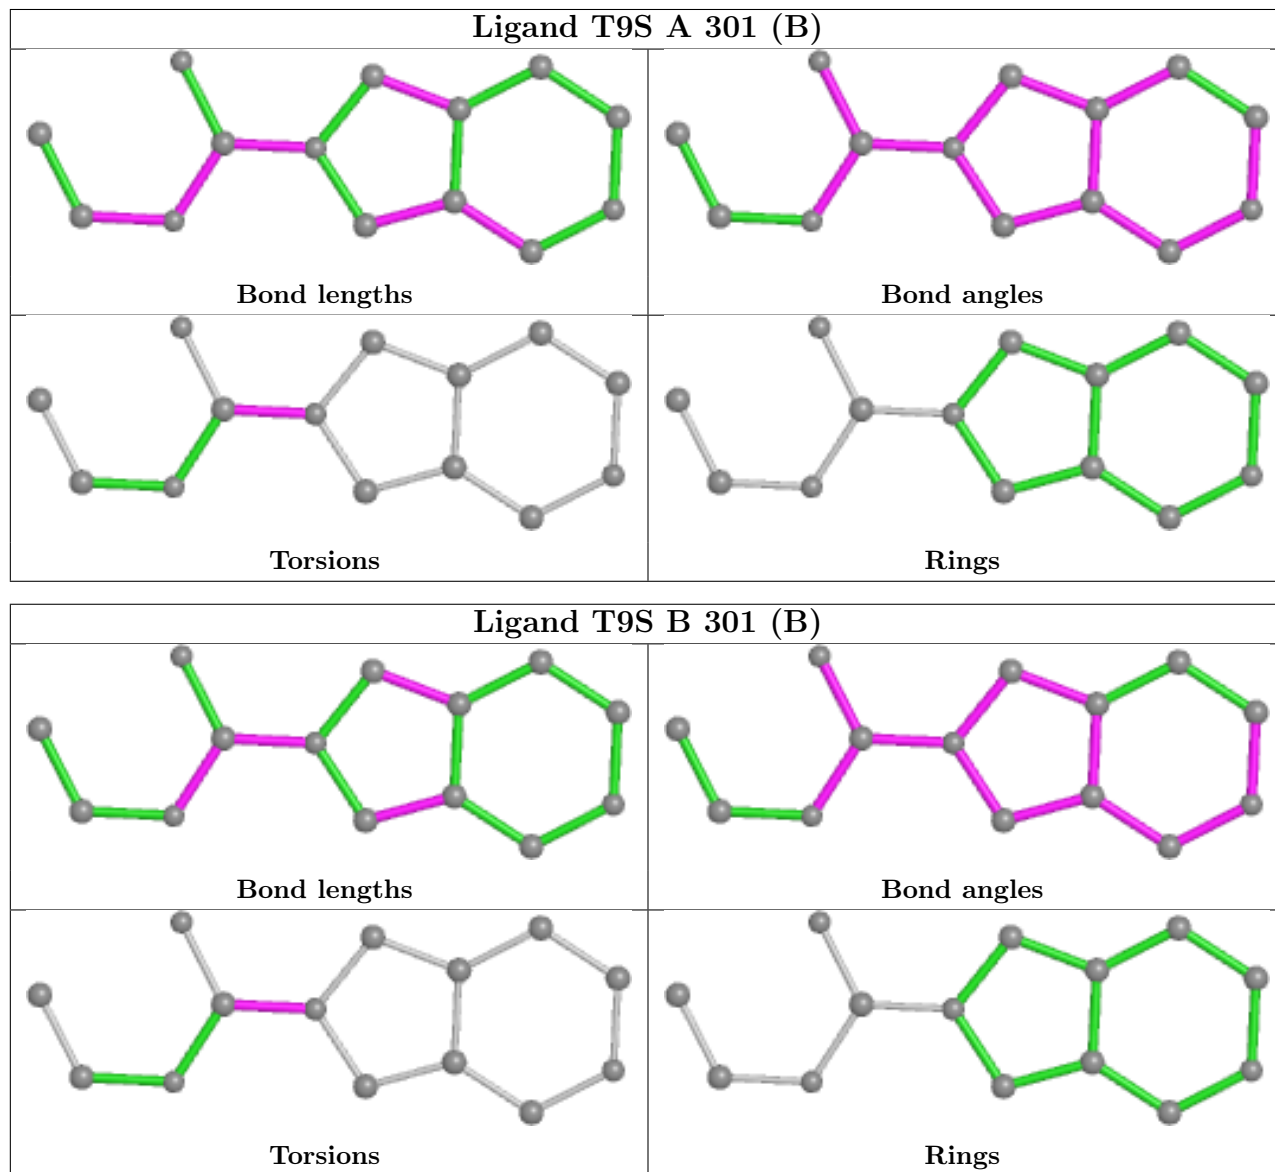 Ligand T9S A 301 (B)
Bond lengths
Bond angles
Torsions
Rings
Ligand T9S B 301 (B)
Bond lengths
Bond angles
Torsions
Rings